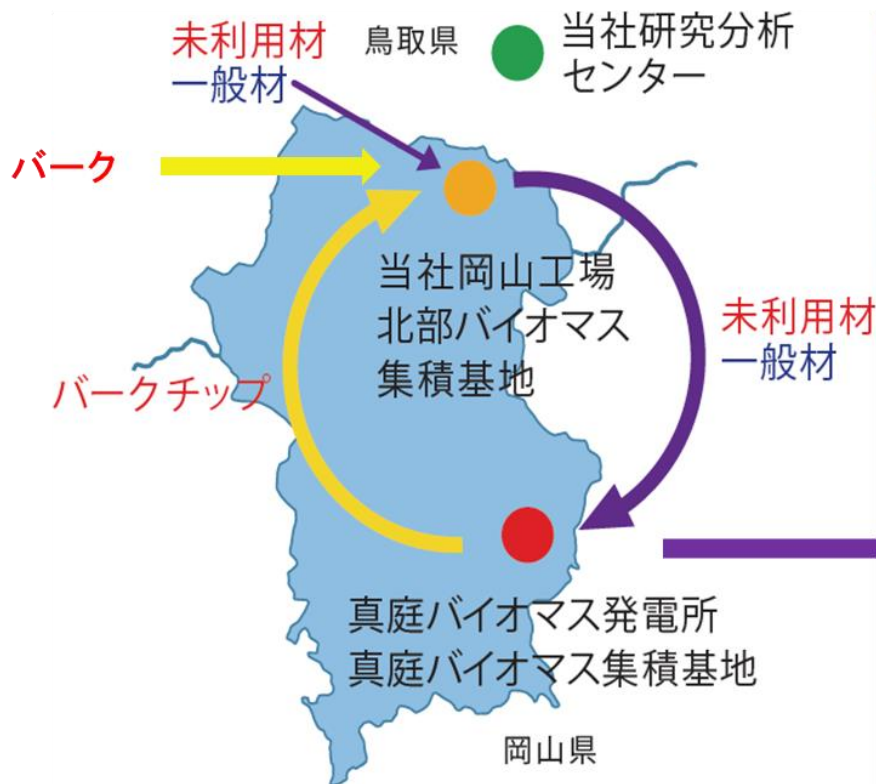 未利用材
一般材
鳥取県
当社研究分析
センター
バーク
当社岡山工場
北部バイオマス
集積基地
未利用材
一般材
バークチップ
真庭バイオマス発電所
真庭バイオマス集積基地
岡山県